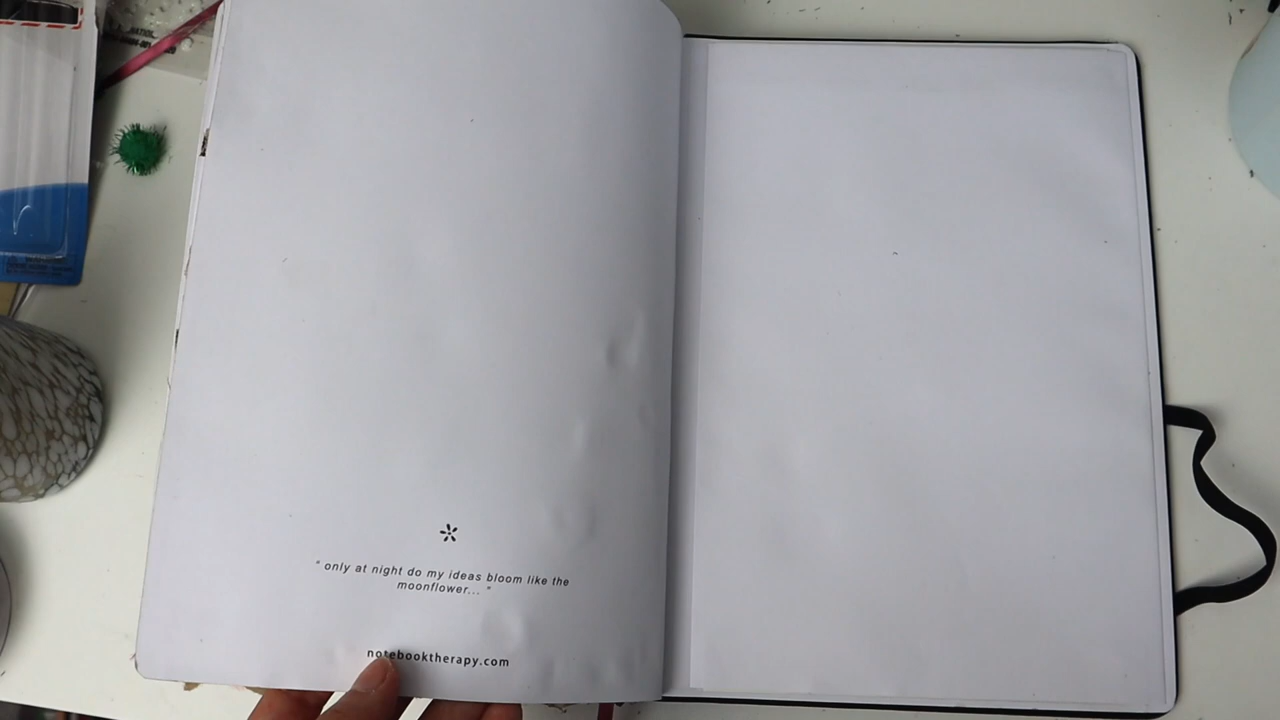 " only at night do my ideas bloom like the
moonflower... "
notebooktherapy.com